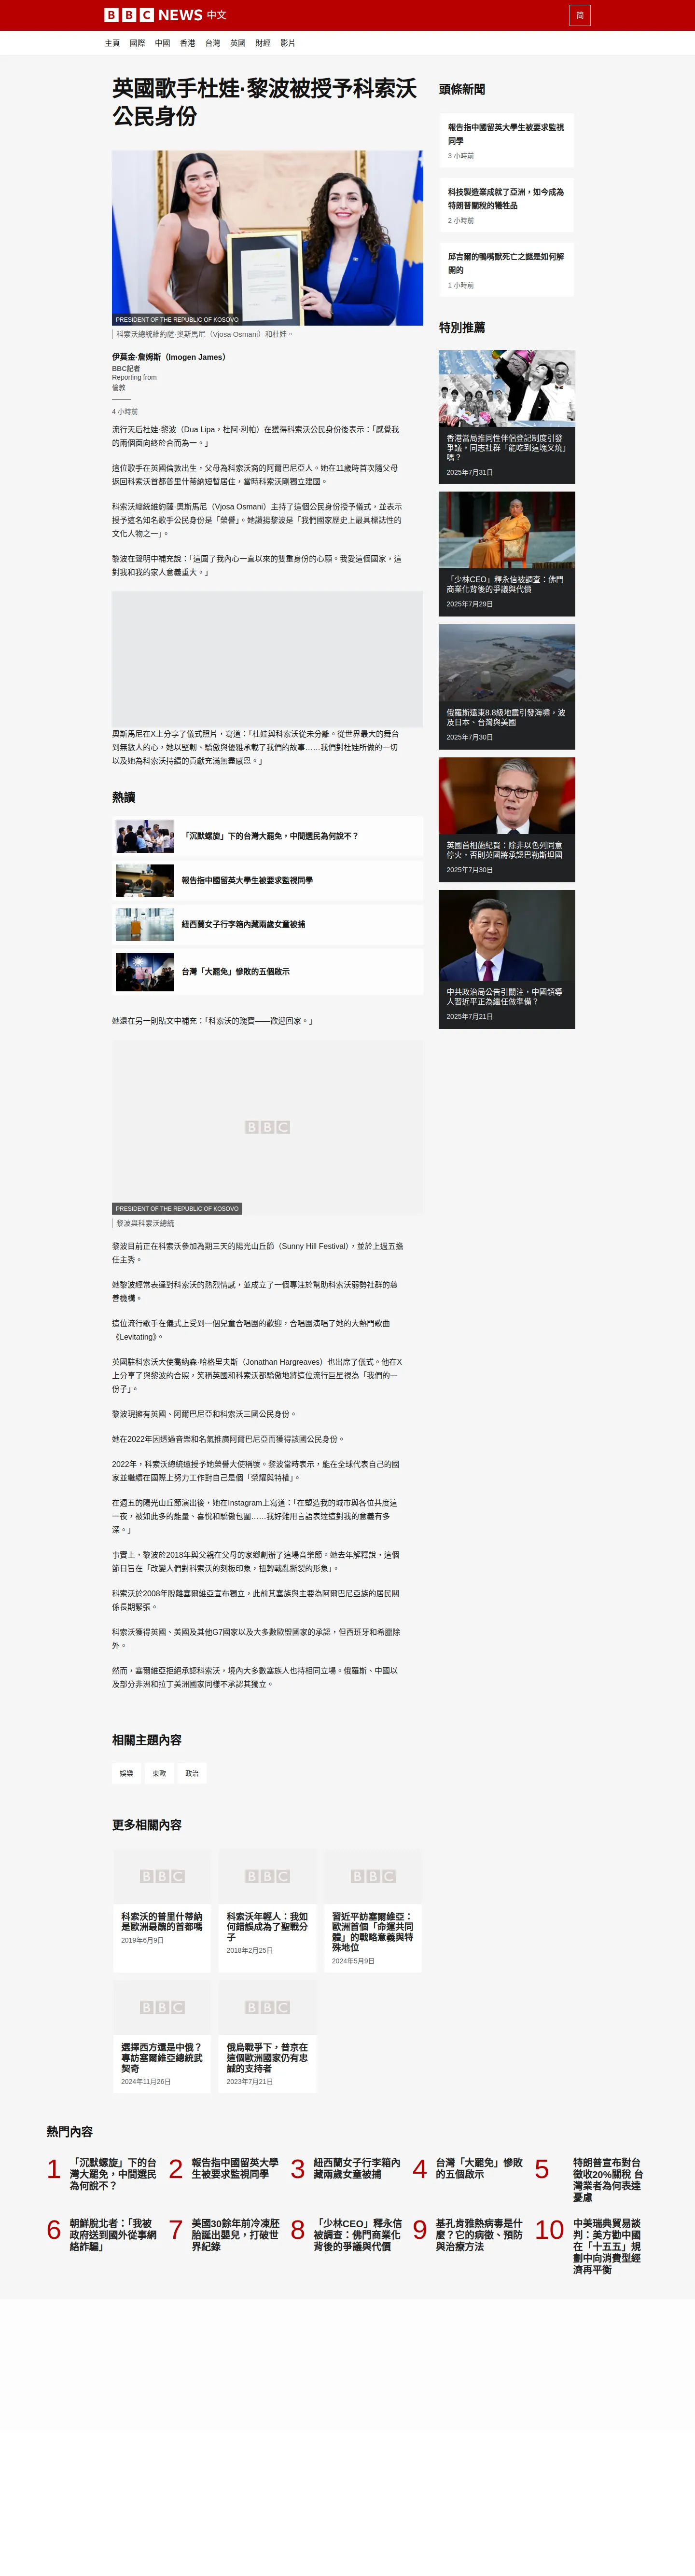 BBC NEWS 中文
简
主頁 國際 中國 香港 台灣 英國 財經 影片
英國歌手杜娃·黎波被授予科索沃
公民身份
PRESIDENT OF THE REPUBLIC OF KOSOVO
科索沃總統維約薩·奧斯馬尼（Vjosa Osmani）和杜娃。
伊莫金·詹姆斯（Imogen James）
BBC記者
Reporting from
倫敦
4 小時前
流行天后杜娃·黎波（Dua Lipa，杜阿·利帕）在獲得科索沃公民身份後表示：「感覺我
的兩個面向終於合而為一。」
這位歌手在英國倫敦出生，父母為科索沃裔的阿爾巴尼亞人。她在11歲時首次隨父母
返回科索沃首都普里什蒂納短暫居住，當時科索沃剛獨立建國。
科索沃總統維約薩·奧斯馬尼（Vjosa Osmani）主持了這個公民身份授予儀式，並表示
授予這名知名歌手公民身份是「榮譽」。她讚揚黎波是「我們國家歷史上最具標誌性的
文化人物之一」。
黎波在聲明中補充說：「這圓了我內心一直以來的雙重身份的心願。我愛這個國家，這
對我和我的家人意義重大。」
奧斯馬尼在X上分享了儀式照片，寫道：「杜娃與科索沃從未分離。從世界最大的舞台
到無數人的心，她以堅韌、驕傲與優雅承載了我們的故事……我們對杜娃所做的一切
以及她為科索沃持續的貢獻充滿無盡感恩。」
熱讀
「沉默螺旋」下的台灣大罷免，中間選民為何說不？
報告指中國留英大學生被要求監視同學
紐西蘭女子行李箱內藏兩歲女童被捕
台灣「大罷免」慘敗的五個啟示
她還在另一則貼文中補充：「科索沃的瑰寶——歡迎回家。」
BBC
PRESIDENT OF THE REPUBLIC OF KOSOVO
黎波與科索沃總統
黎波目前正在科索沃參加為期三天的陽光山丘節（Sunny Hill Festival），並於上週五擔
任主秀。
她黎波經常表達對科索沃的熱烈情感，並成立了一個專注於幫助科索沃弱勢社群的慈
善機構。
這位流行歌手在儀式上受到一個兒童合唱團的歡迎，合唱團演唱了她的大熱門歌曲
《Levitating》。
英國駐科索沃大使喬納森·哈格里夫斯（Jonathan Hargreaves）也出席了儀式。他在X
上分享了與黎波的合照，笑稱英國和科索沃都驕傲地將這位流行巨星視為「我們的一
份子」。
黎波現擁有英國、阿爾巴尼亞和科索沃三國公民身份。
她在2022年因透過音樂和名氣推廣阿爾巴尼亞而獲得該國公民身份。
2022年，科索沃總統還授予她榮譽大使稱號。黎波當時表示，能在全球代表自己的國
家並繼續在國際上努力工作對自己是個「榮耀與特權」。
在週五的陽光山丘節演出後，她在Instagram上寫道：「在塑造我的城市與各位共度這
一夜，被如此多的能量、喜悅和驕傲包圍……我好難用言語表達這對我的意義有多
深。」
事實上，黎波於2018年與父親在父母的家鄉創辦了這場音樂節。她去年解釋說，這個
節日旨在「改變人們對科索沃的刻板印象，扭轉戰亂撕裂的形象」。
科索沃於2008年脫離塞爾維亞宣布獨立，此前其塞族與主要為阿爾巴尼亞族的居民關
係長期緊張。
科索沃獲得英國、美國及其他G7國家以及大多數歐盟國家的承認，但西班牙和希臘除
外。
然而，塞爾維亞拒絕承認科索沃，境內大多數塞族人也持相同立場。俄羅斯、中國以
及部分非洲和拉丁美洲國家同樣不承認其獨立。
相關主題內容
娛樂 東歐 政治
更多相關內容
BBC
科索沃的普里什蒂納
是歐洲最醜的首都嗎
2019年6月9日
BBC
科索沃年輕人：我如
何錯誤成為了聖戰分
子
2018年2月25日
BBC
習近平訪塞爾維亞：
歐洲首個「命運共同
體」的戰略意義與特
殊地位
2024年5月9日
BBC
選擇西方還是中俄？
專訪塞爾維亞總統武
契奇
2024年11月26日
BBC
俄烏戰爭下，普京在
這個歐洲國家仍有忠
誠的支持者
2023年7月21日
頭條新聞
報告指中國留英大學生被要求監視
同學
3 小時前
科技製造業成就了亞洲，如今成為
特朗普關稅的犧牲品
2 小時前
邱吉爾的鴨嘴獸死亡之謎是如何解
開的
1 小時前
特別推薦
香港當局推同性伴侶登記制度引發
爭議，同志社群「能吃到這塊叉燒」
嗎？
2025年7月31日
「少林CEO」釋永信被調查：佛門
商業化背後的爭議與代價
2025年7月29日
俄羅斯遠東8.8級地震引發海嘯，波
及日本、台灣與美國
2025年7月30日
英國首相施紀賢：除非以色列同意
停火，否則英國將承認巴勒斯坦國
2025年7月30日
中共政治局公告引關注，中國領導
人習近平正為繼任做準備？
2025年7月21日
熱門內容
1 「沉默螺旋」下的台
灣大罷免，中間選民
為何說不？
2 報告指中國留英大學
生被要求監視同學
3 紐西蘭女子行李箱內
藏兩歲女童被捕
4 台灣「大罷免」慘敗
的五個啟示
5 特朗普宣布對台
徵收20%關稅 台
灣業者為何表達
憂慮
6 朝鮮脫北者：「我被
政府送到國外從事網
絡詐騙」
7 美國30餘年前冷凍胚
胎誕出嬰兒，打破世
界紀錄
8 「少林CEO」釋永信
被調查：佛門商業化
背後的爭議與代價
9 基孔肯雅熱病毒是什
麼？它的病徵、預防
與治療方法
10 中美瑞典貿易談
判：美方勸中國
在「十五五」規
劃中向消費型經
濟再平衡